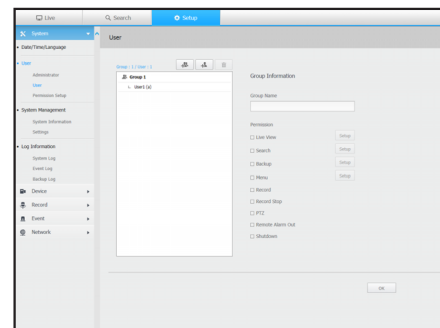 Live
Search
Setup
System
Date/Time/Language
User
Administrator
User
Permission Setup
System Management
System Information
Settings
Log Information
System Log
Event Log
Backup Log
Device
Record
Event
Network
User
Group : 1 / User : 1
Group 1
User1 (a)
Group Information
Group Name
Permission
Live View
Setup
Search
Setup
Backup
Setup
Menu
Setup
Record
Record Stop
PTZ
Remote Alarm Out
Shutdown
OK